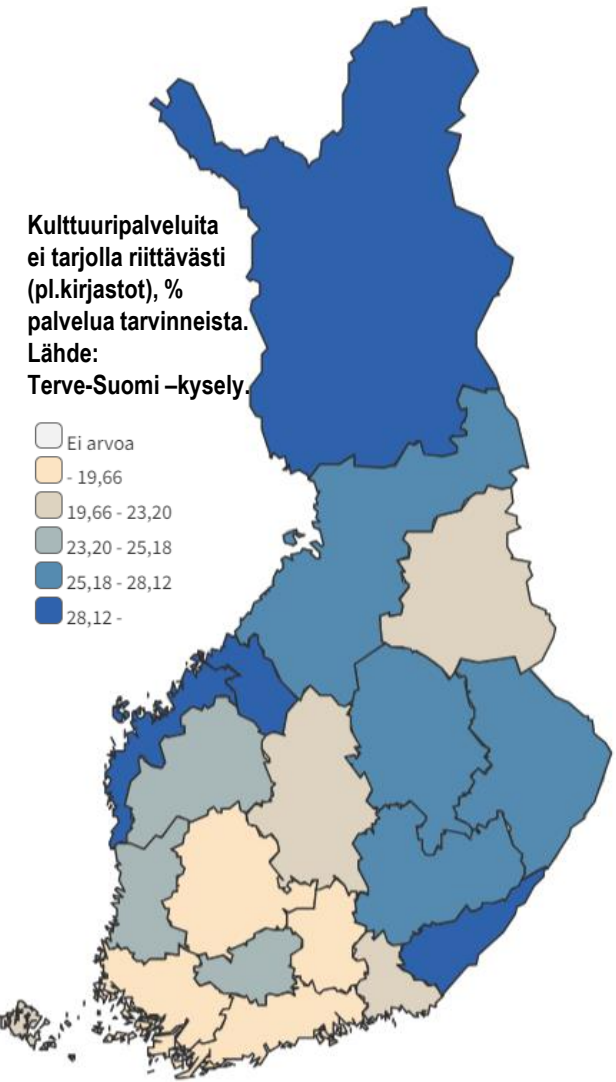 Kulttuuripalveluita
ei tarjolla riittävästi
(pl.kirjastot), %
palvelua tarvinneista.
Lähde:
Terve-Suomi –kysely.
Ei arvoa
- 19,66
19,66 - 23,20
23,20 - 25,18
25,18 - 28,12
28,12 -